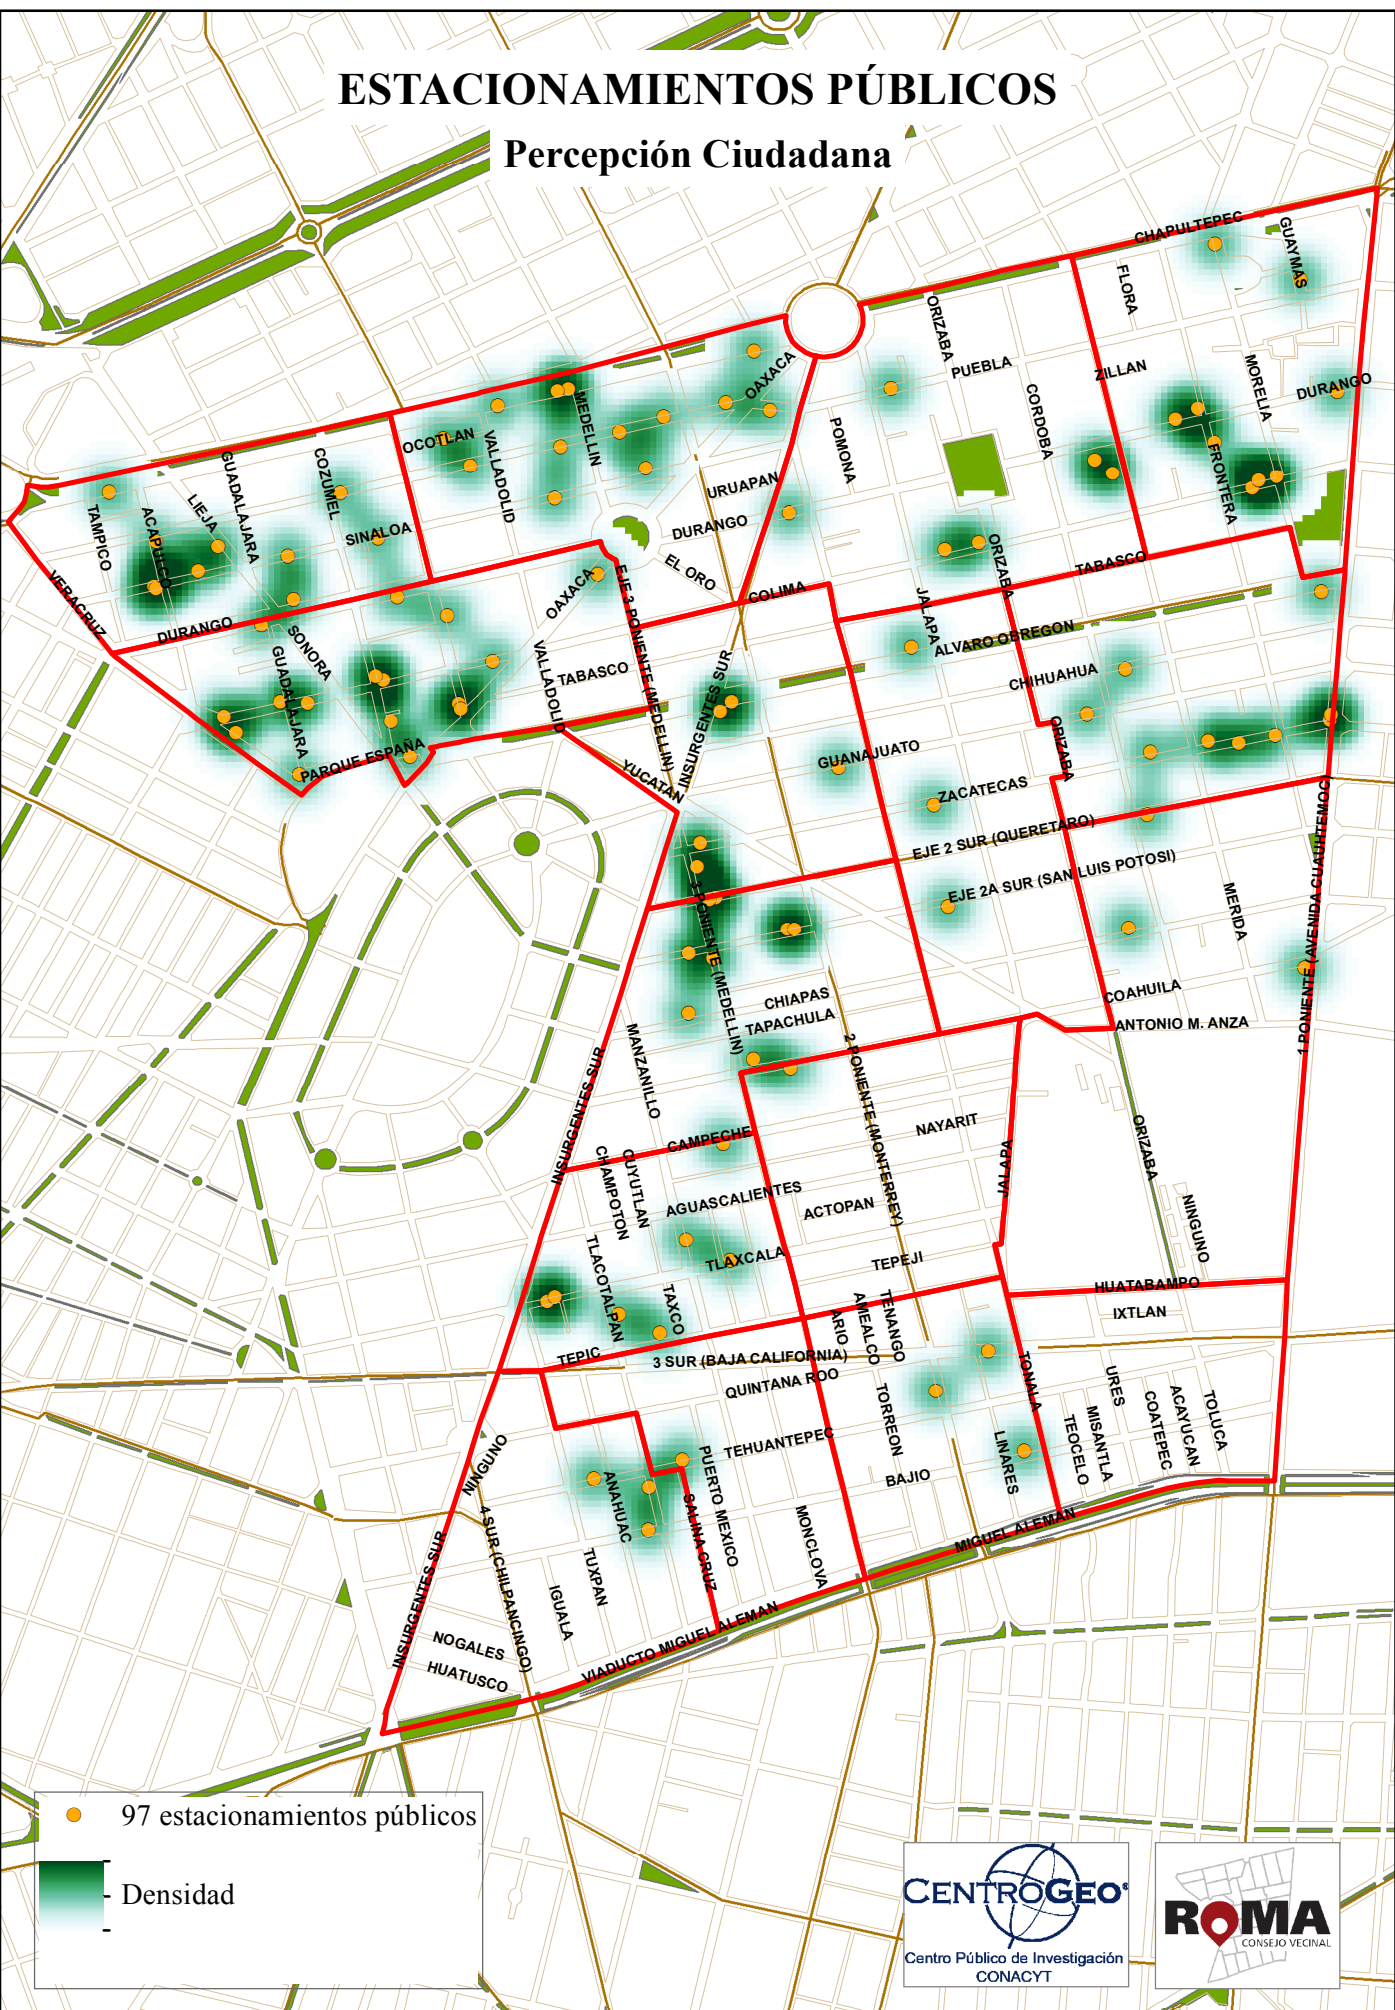 ESTACIONAMIENTOS PÚBLICOS
Percepción Ciudadana
CHAPULTEPEC
GUAYMAS
FLORA
ORIZABA
PUEBLA
ZILLAN
MORELIA
DURANGO
OAXACA
CORDOBA
MEDELLIN
OCOTLAN
VALLADOLID
POMONA
FRONTERA
GUADALAJARA
COZUMEL
URUAPAN
LIEJA
SINALOA
TAMPICO
ACAPULCO
DURANGO
EL ORO
ORIZABA
TABASCO
OAXACA
EJE 3 PONIENTE (MEDELLIN)
COLIMA
JALAPA
VERACRUZ
DURANGO
SONORA
ALVARO OBREGON
GUADALAJARA
VALLADOLID
TABASCO
INSURGENTES SUR
CHIHUAHUA
ORIZABA
PARQUE ESPAÑA
YUCATAN
GUANAJUATO
ZACATECAS
EJE 2 SUR (QUERETARO)
EJE 2A SUR (SAN LUIS POTOSI)
1 PONIENTE (AVENIDA CUAUHTEMOC)
3 PONIENTE (MEDELLIN)
MERIDA
CHIAPAS
TAPACHULA
COAHUILA
ANTONIO M. ANZA
MANZANILLO
2 PONIENTE (MONTERREY)
INSURGENTES SUR
NAYARIT
CAMPECHE
JALAPA
ORIZABA
CUYUTLAN
CHAMPOTON
AGUASCALIENTES
ACTOPAN
NINGUNO
TLACOTALPAN
TLAXCALA
TEPEJI
HUATABAMPO
IXTLAN
TAXCO
ARIO
AMEALCO
TENANGO
TEPIC
3 SUR (BAJA CALIFORNIA)
QUINTANA ROO
TONALA
URES
TORREON
MISANTLA
TEOCELO
COATEPEC
ACAYUCAN
TOLUCA
TEHUANTEPEC
LINARES
BAJIO
NINGUNO
PUERTO MEXICO
ANAHUAC
SALINA CRUZ
MONCLOVA
MIGUEL ALEMAN
4 SUR (CHILPANCINGO)
TUXPAN
IGUALA
INSURGENTES SUR
VIADUCTO MIGUEL ALEMAN
NOGALES
HUATUSCO
97 estacionamientos públicos
Densidad
CENTROGEO®
Centro Público de Investigación
CONACYT
ROMA
CONSEJO VECINAL